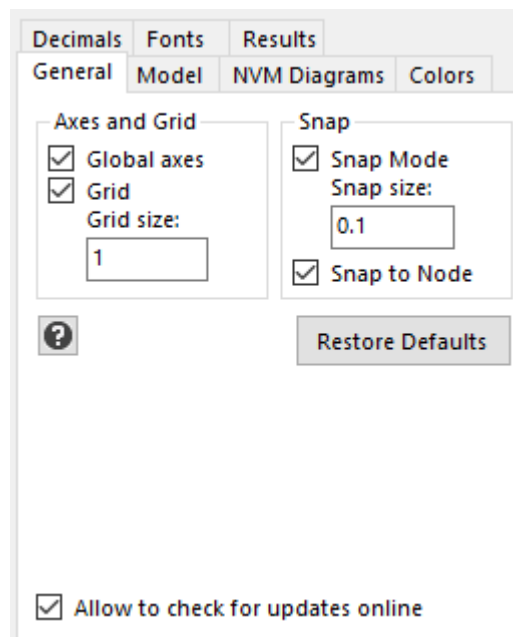 Decimals Fonts Results
General Model NVM Diagrams Colors
Axes and Grid
Global axes
Grid
Grid size:
1
Snap
Snap Mode
Snap size:
0.1
Snap to Node
?
Restore Defaults
Allow to check for updates online